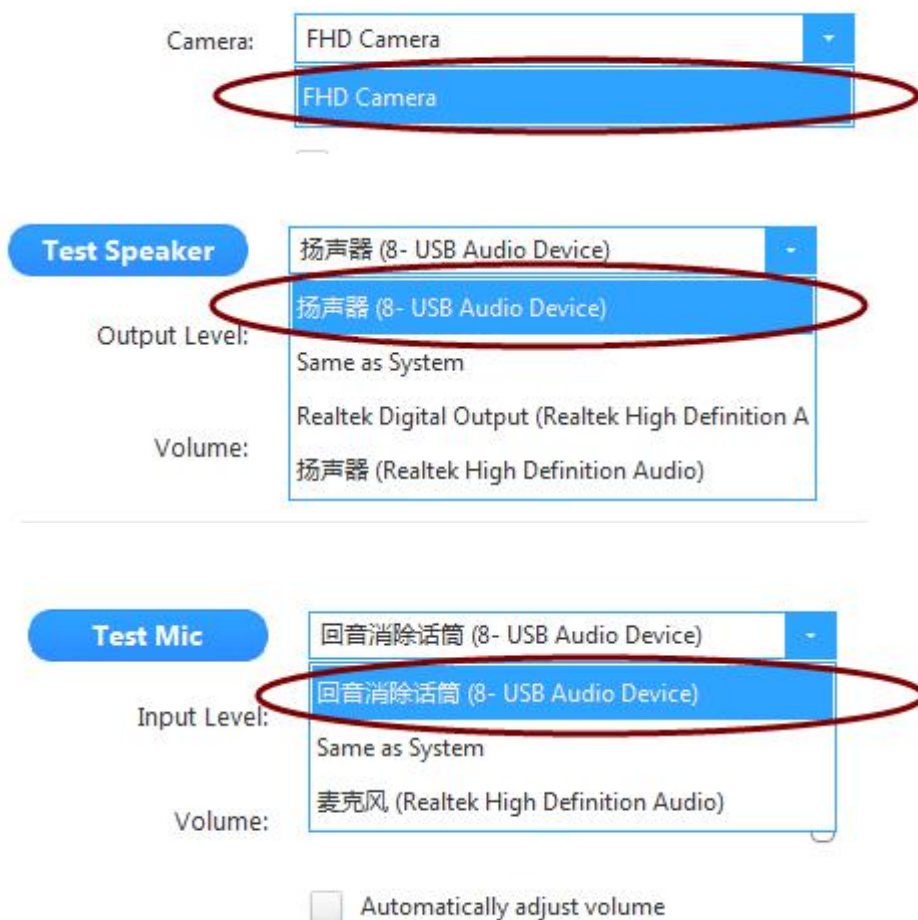 Camera:
FHD Camera
FHD Camera
Test Speaker
扬声器 (8- USB Audio Device)
扬声器 (8- USB Audio Device)
Output Level:
Same as System
Realtek Digital Output (Realtek High Definition A
Volume:
扬声器 (Realtek High Definition Audio)
Test Mic
回音消除话筒 (8- USB Audio Device)
回音消除话筒 (8- USB Audio Device)
Input Level:
Same as System
麦克风 (Realtek High Definition Audio)
Volume:
Automatically adjust volume